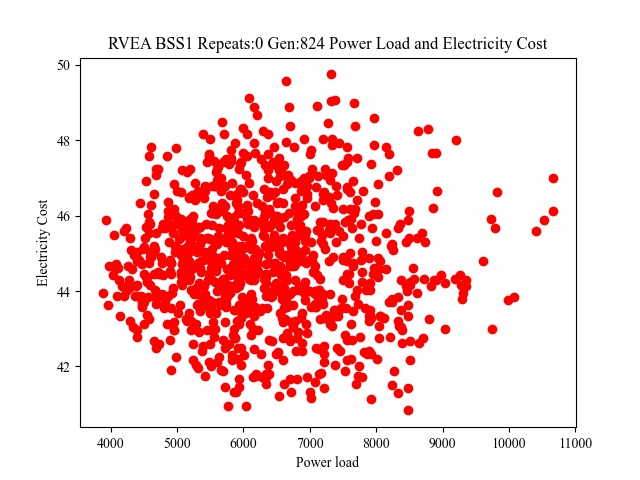 RVEA BSS1 Repeats:0 Gen:824 Power Load and Electricity Cost
50
48
46
44
42
Electricity Cost
4000 5000 6000 7000 8000 9000 10000 11000
Power load